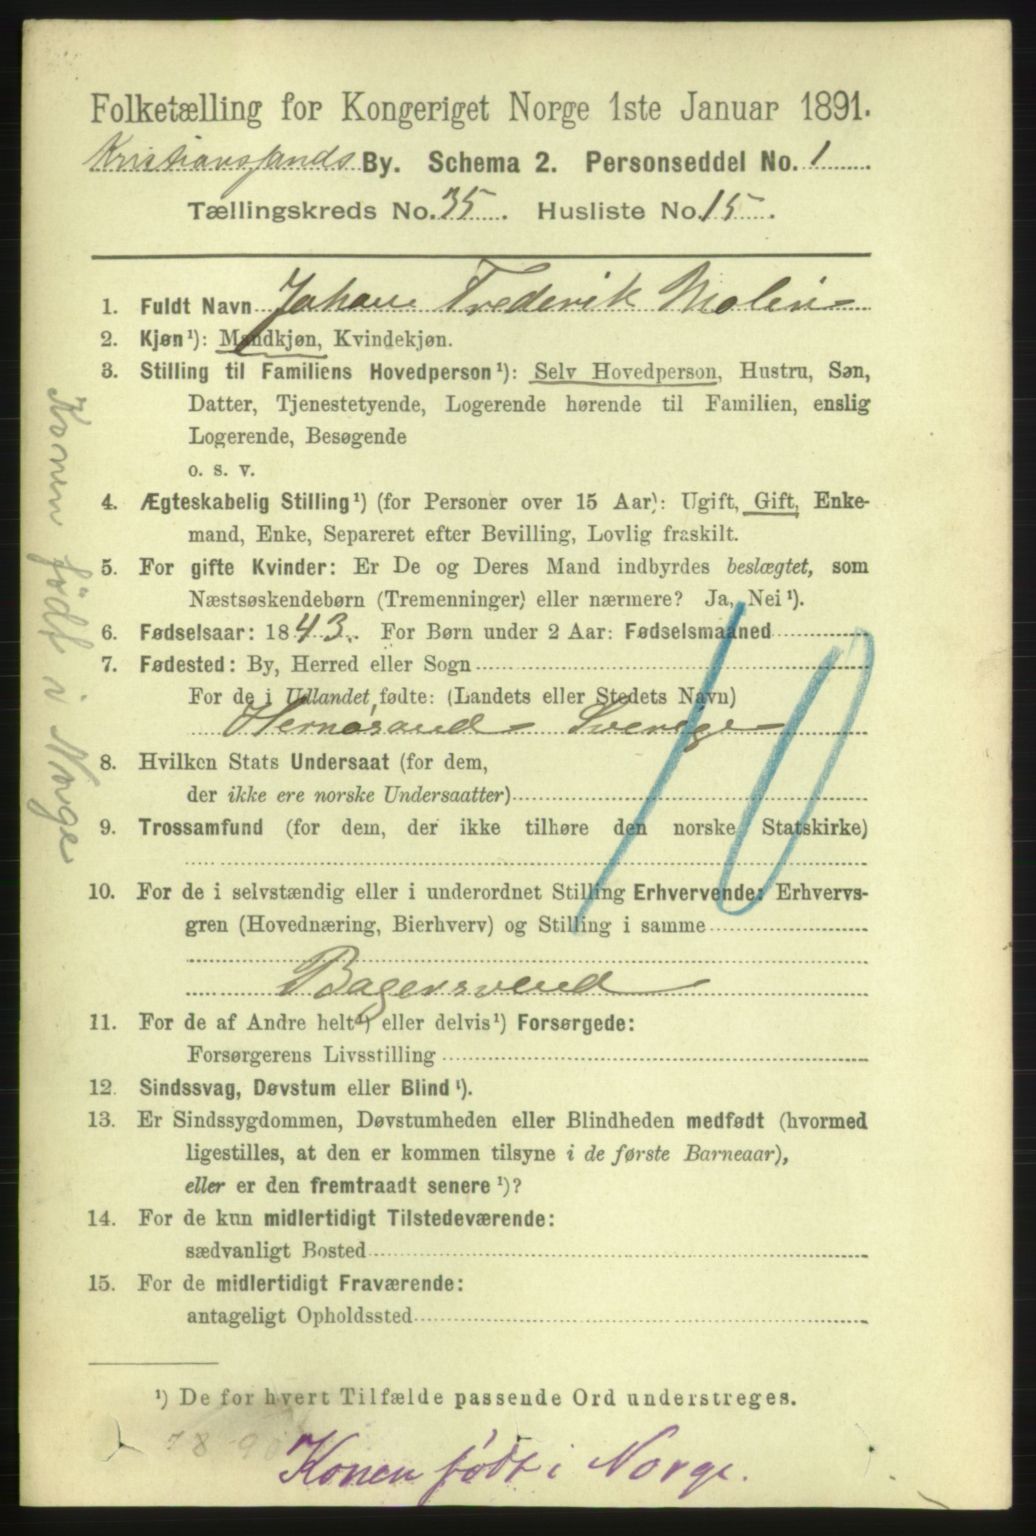 Folketælling for Kongeriget Norge 1ste Januar 1891.
Kristianssands By. Schema 2. Personseddel No. 1
Tællingskreds No. 35. Husliste No. 15.
1. Fuldt Navn Johan Frederik Molin
2. Kjøn¹): Mandkjøn, Kvindekjøn.
3. Stilling til Familiens Hovedperson¹): Selv Hovedperson, Hustru, Søn,
Datter, Tjenestetyende, Logerende hørende til Familien, enslig
Logerende, Besøgende
o. s. v.
4. Ægteskabelig Stilling¹) (for Personer over 15 Aar): Ugift, Gift, Enke-
mand, Enke, Separeret efter Bevilling, Lovlig fraskilt.
5. For gifte Kvinder: Er De og Deres Mand indbyrdes beslægtet, som
Næstsøskendebørn (Tremenninger) eller nærmere? Ja, Nei¹).
6. Fødselsaar: 1843. For Børn under 2 Aar: Fødselsmaaned
7. Fødested: By, Herred eller Sogn
For de i Udlandet fødte: (Landets eller Stedets Navn)
Hernøsand - Sverige
8. Hvilken Stats Undersaat (for dem,
der ikke ere norske Undersaatter)
9. Trossamfund (for dem, der ikke tilhøre den norske Statskirke)
10. For de i selvstændig eller i underordnet Stilling Erhvervende: Erhvervs-
gren (Hovednæring, Bierhverv) og Stilling i samme
Bagersvend
11. For de af Andre helt¹) eller delvis¹) Forsørgede:
Forsørgerens Livsstilling
12. Sindssvag, Døvstum eller Blind¹).
13. Er Sindssygdommen, Døvstumheden eller Blindheden medfødt (hvormed
ligestilles, at den er kommen tilsyne i de første Barneaar),
eller er den fremtraadt senere¹)?
14. For de kun midlertidigt Tilstedeværende:
sædvanligt Bosted
15. For de midlertidigt Fraværende:
antageligt Opholdssted
¹) De for hvert Tilfælde passende Ord understreges.
Konen født i Norge.
Konen født i Norge
10